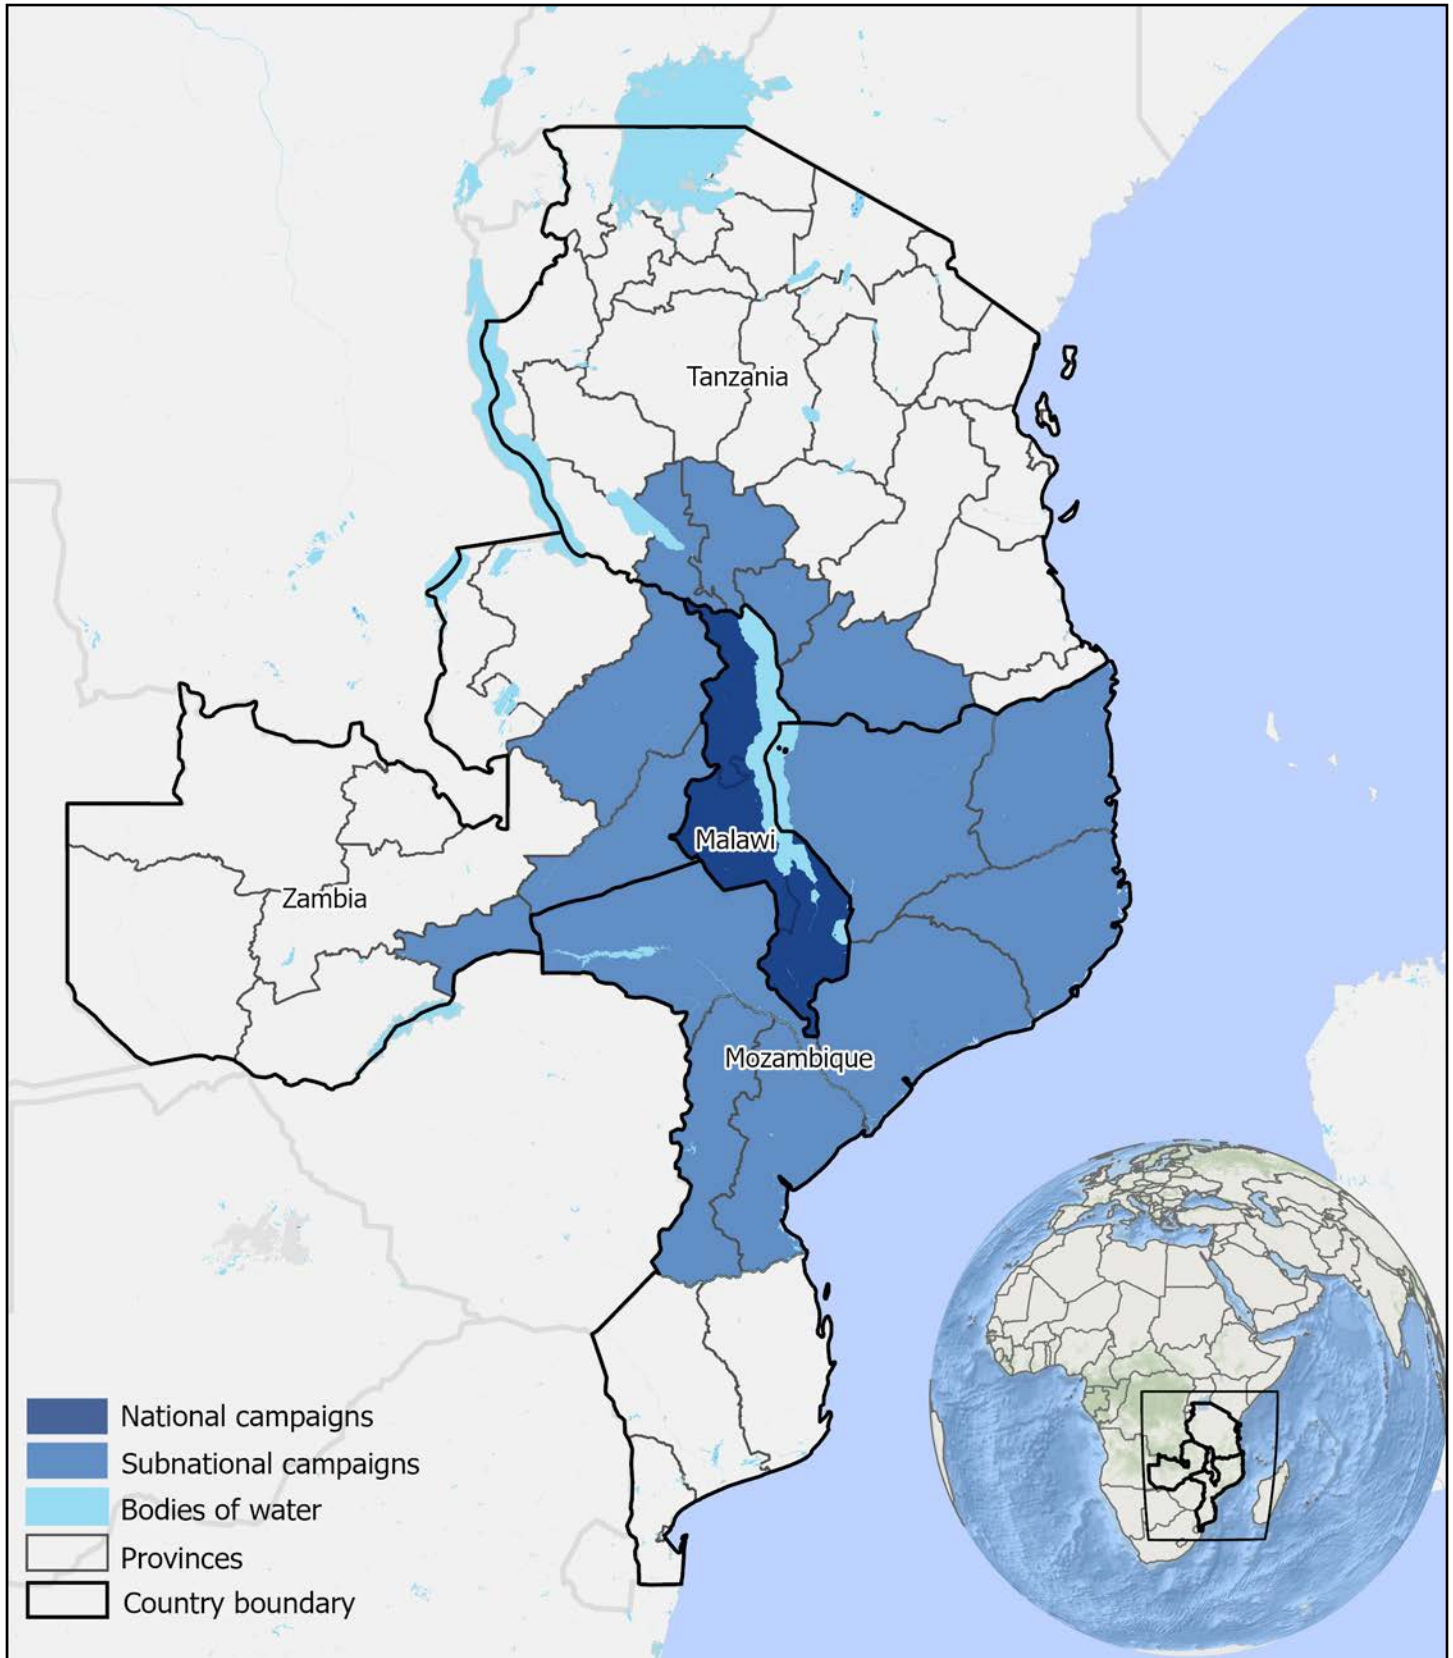 Tanzania
Malawi
Zambia
Mozambique
National campaigns
Subnational campaigns
Bodies of water
Provinces
Country boundary